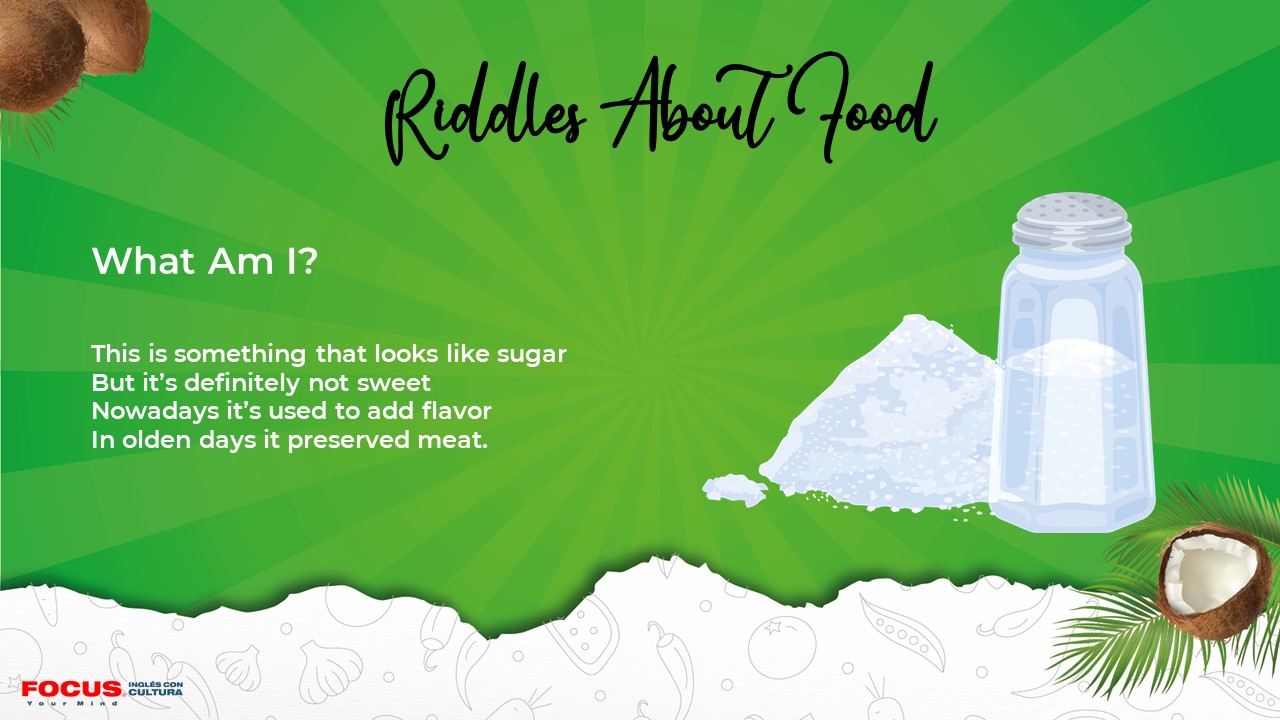 Riddles About Food
What Am I?
This is something that looks like sugar
But it's definitely not sweet
Nowadays it's used to add flavor
In olden days it preserved meat.
FOCUS
Your Mind
INGLÉS CON
CULTURA